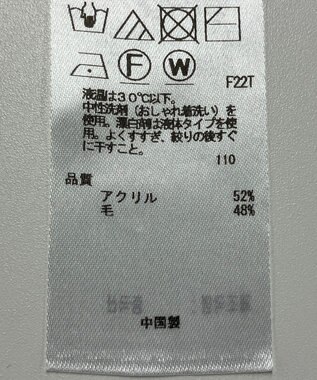 F W
F22T
液温は30℃以下。
中性洗剤(おしゃれ着洗い)を
使用。漂白剤は液体タイプを使
用。よくすすぎ、絞りの後すぐ
に干すこと。
110
品質
アクリル 52%
毛 48%
中国製